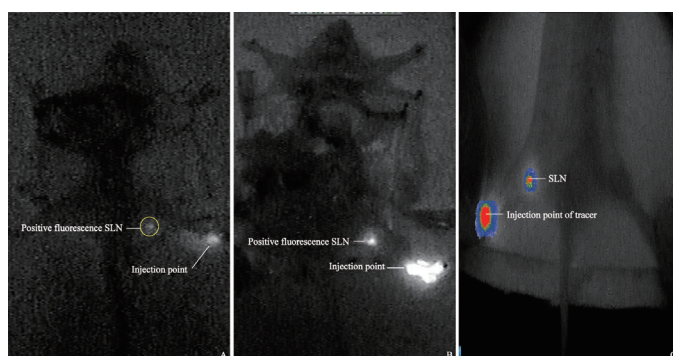 Positive fluorescence SLN
Injection point
A
Positive fluorescence SLN
Injection point
B
SLN
Injection point of tracer
C